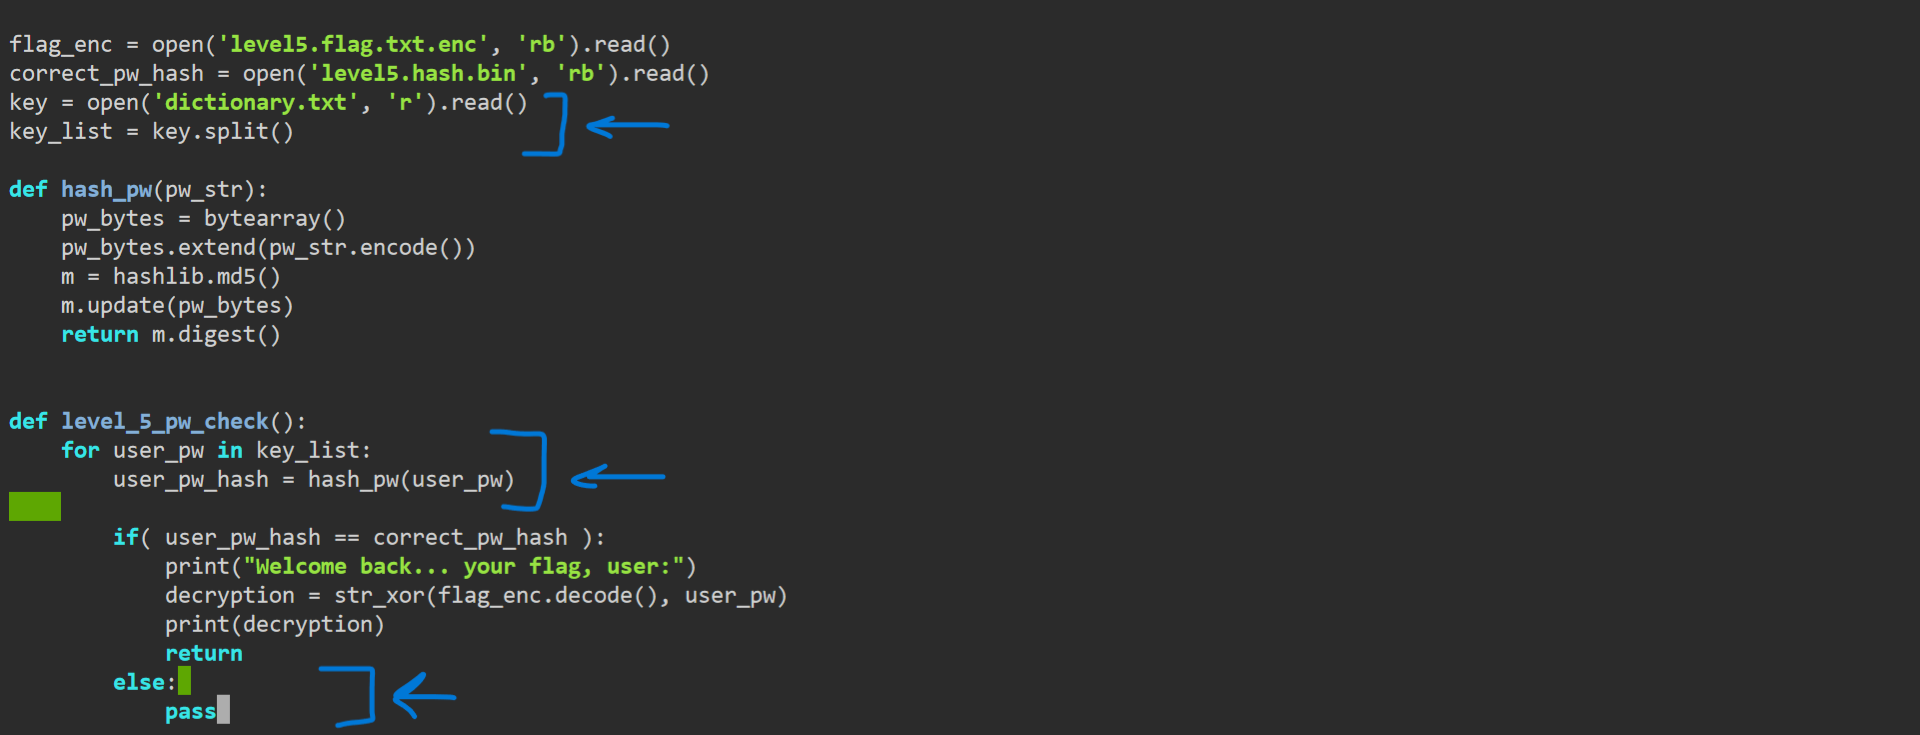 flag_enc = open('level5.flag.txt.enc', 'rb').read()
correct_pw_hash = open('level5.hash.bin', 'rb').read()
key = open('dictionary.txt', 'r').read()
key_list = key.split()
def hash_pw(pw_str):
    pw_bytes = bytearray()
    pw_bytes.extend(pw_str.encode())
    m = hashlib.md5()
    m.update(pw_bytes)
    return m.digest()
def level_5_pw_check():
    for user_pw in key_list:
        user_pw_hash = hash_pw(user_pw)
        if( user_pw_hash == correct_pw_hash ):
            print("Welcome back... your flag, user:")
            decryption = str_xor(flag_enc.decode(), user_pw)
            print(decryption)
            return
        else:
            pass